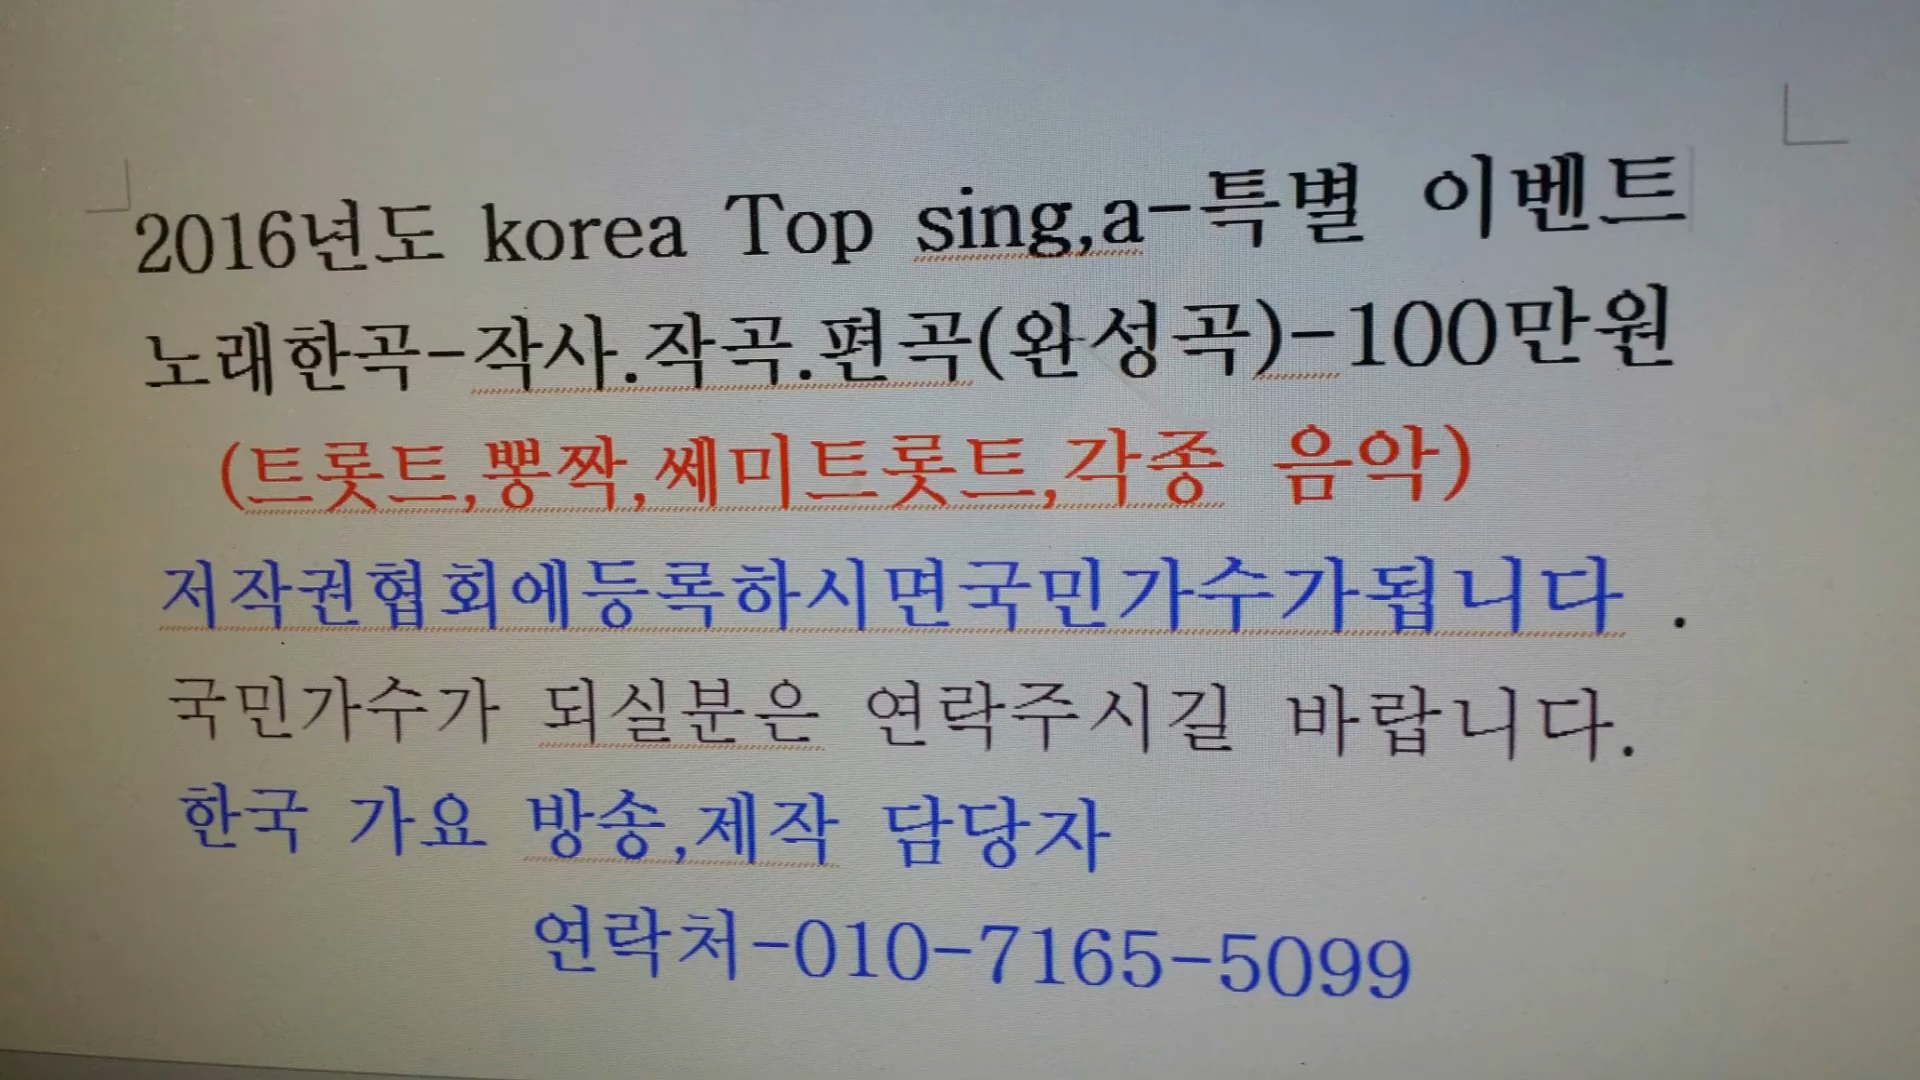 2016년도 korea Top sing,a-특별 이벤트
노래한곡-작사.작곡.편곡(완성곡)-100만원
(트롯트,뽕짝,쎄미트롯트,각종 음악)
저작권협회에등록하시면국민가수가됩니다 .
국민가수가 되실분은 연락주시길 바랍니다.
한국 가요 방송,제작 담당자
연락처-010-7165-5099